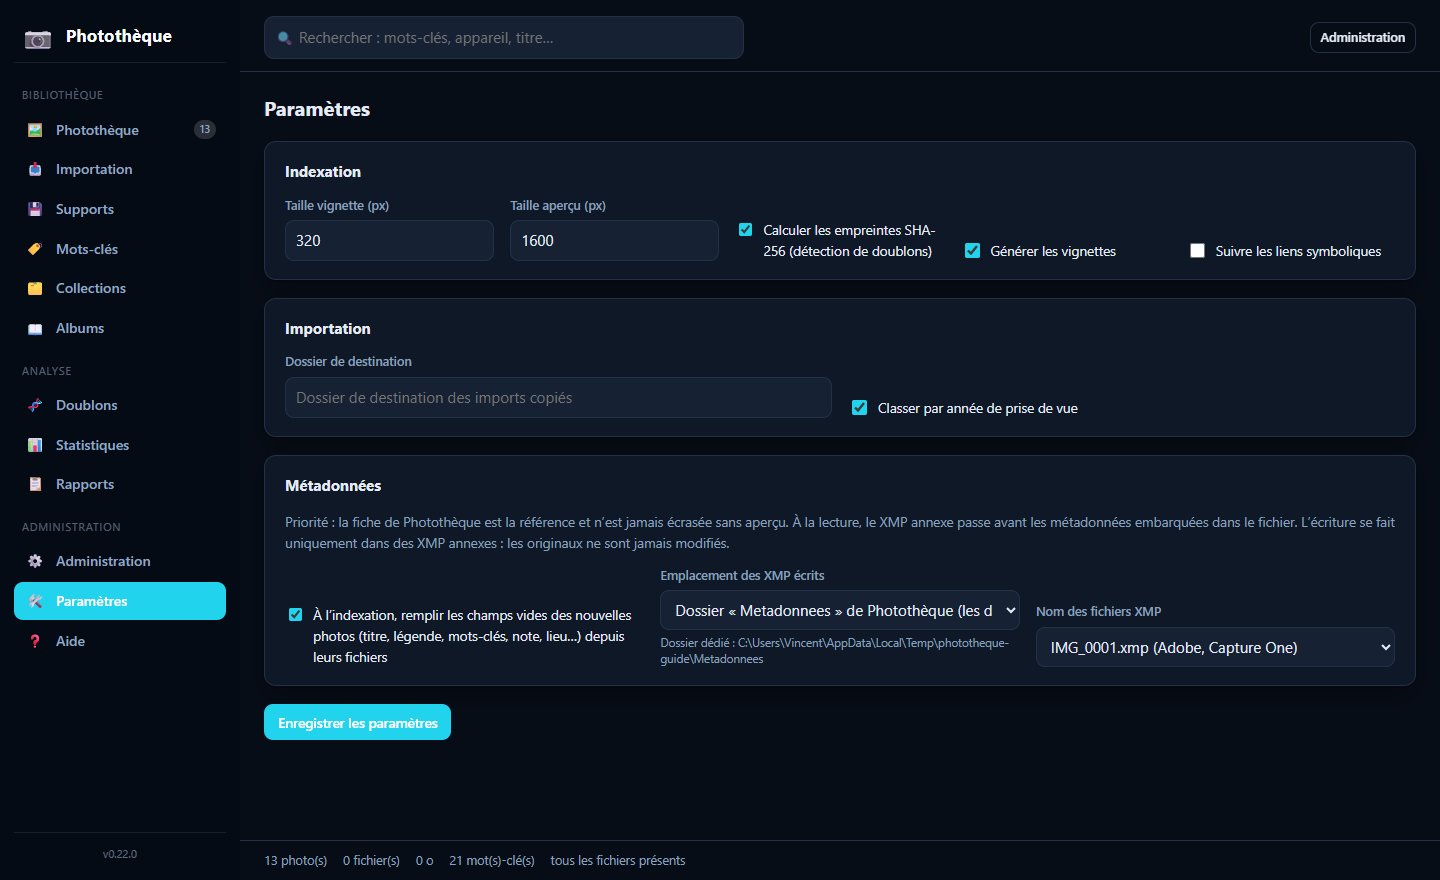 Photothèque
Rechercher : mots-clés, appareil, titre...
Administration
BIBLIOTHÈQUE
Photothèque 13
Importation
Supports
Mots-clés
Collections
Albums
ANALYSE
Doublons
Statistiques
Rapports
ADMINISTRATION
Administration
Paramètres
Aide
v0.22.0
Paramètres
Indexation
Taille vignette (px)
320
Taille aperçu (px)
1600
Calculer les empreintes SHA-
256 (détection de doublons)
Générer les vignettes
Suivre les liens symboliques
Importation
Dossier de destination
Dossier de destination des imports copiés
Classer par année de prise de vue
Métadonnées
Priorité : la fiche de Photothèque est la référence et n’est jamais écrasée sans aperçu. À la lecture, le XMP annexe passe avant les métadonnées embarquées dans le fichier. L’écriture se fait
uniquement dans des XMP annexes : les originaux ne sont jamais modifiés.
À l’indexation, remplir les champs vides des nouvelles
photos (titre, légende, mots-clés, note, lieu...) depuis
leurs fichiers
Emplacement des XMP écrits
Dossier « Metadonnees » de Photothèque (les d
Dossier dédié : C:\Users\Vincent\AppData\Local\Temp\phototheque-
guide\Metadonnees
Nom des fichiers XMP
IMG_0001.xmp (Adobe, Capture One)
Enregistrer les paramètres
13 photo(s) 0 fichier(s) 0 o 21 mot(s)-clé(s) tous les fichiers présents